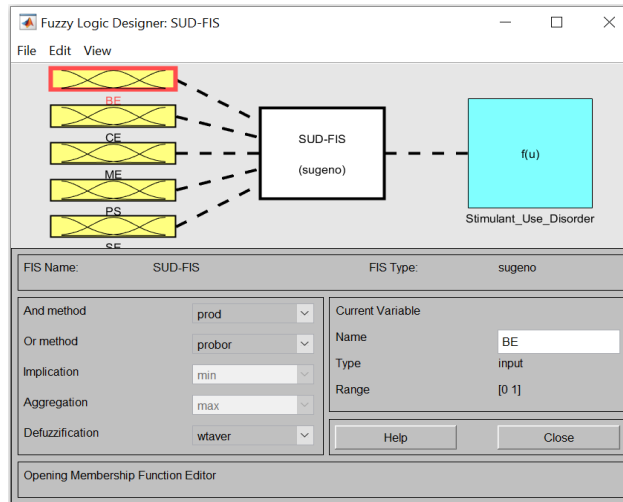 Fuzzy Logic Designer: SUD-FIS
File Edit View
BE
CE
ME
PS
SE
SUD-FIS
(sugeno)
f(u)
Stimulant_Use_Disorder
FIS Name: SUD-FIS FIS Type: sugeno
And method prod
Or method probor
Implication min
Aggregation max
Defuzzification wtaver
Current Variable
Name BE
Type input
Range [0 1]
Help Close
Opening Membership Function Editor